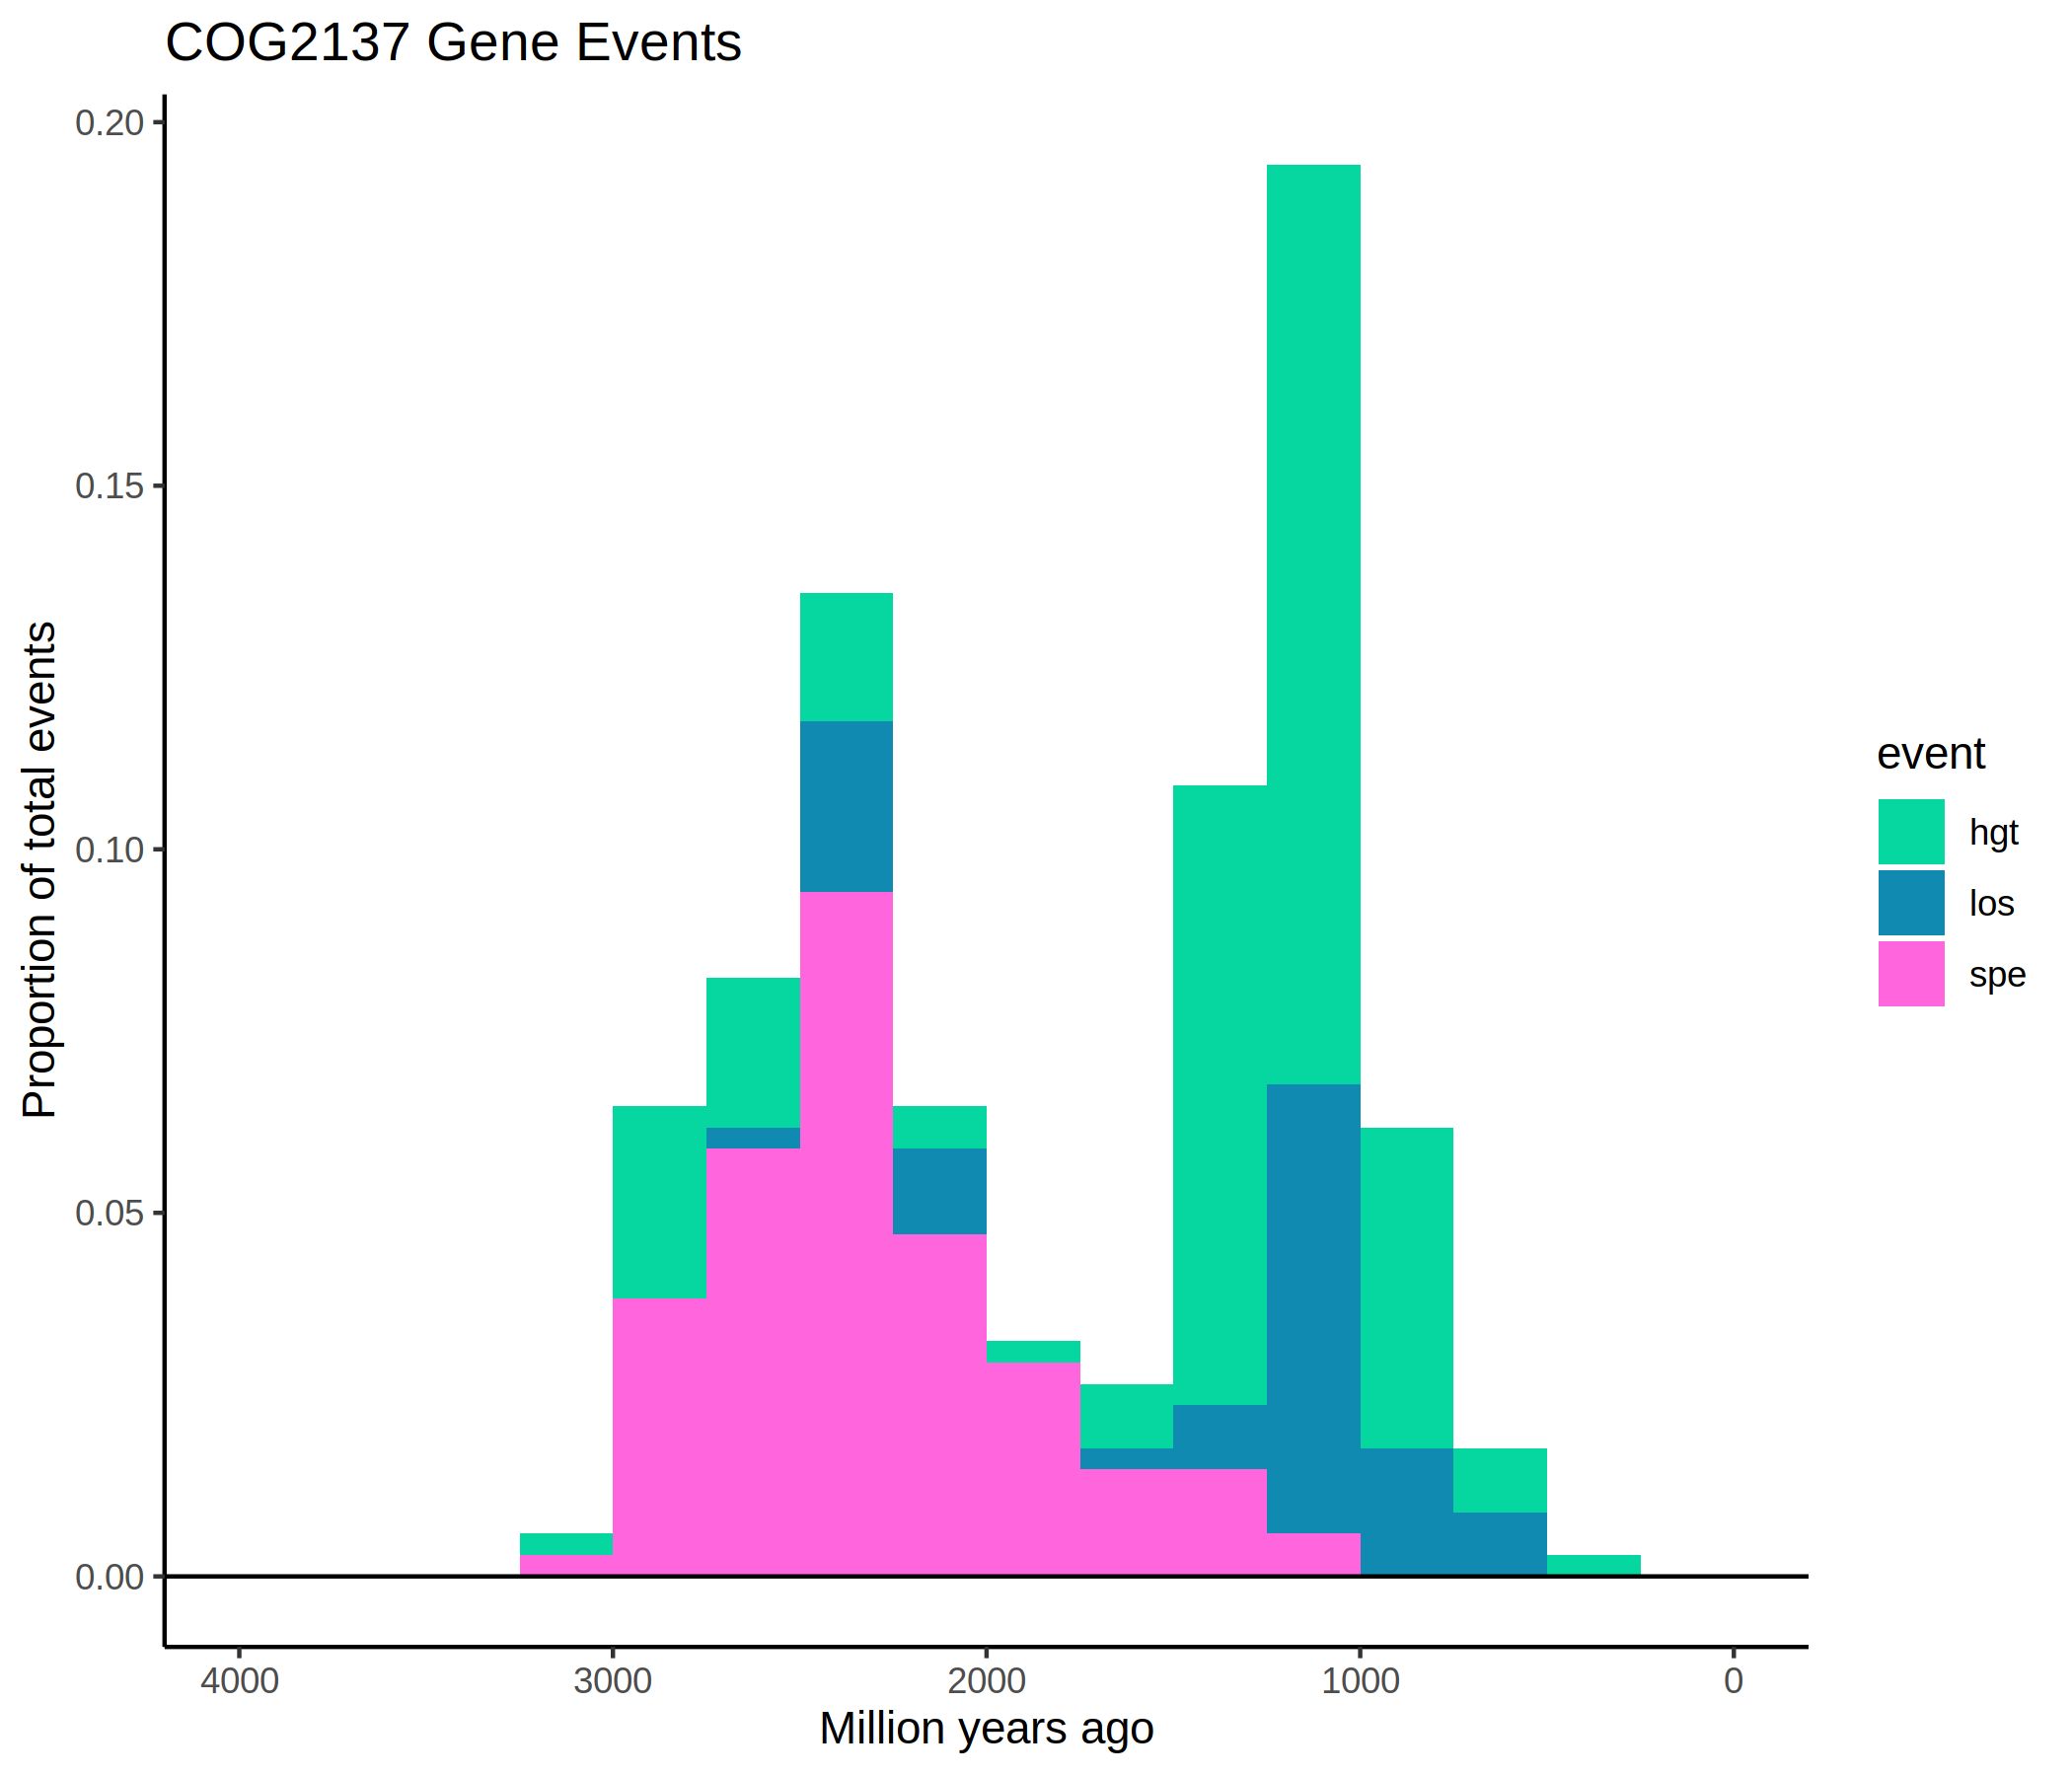 COG2137 Gene Events
Proportion of total events
0.20
0.15
0.10
0.05
0.00
4000 3000 2000 1000 0
Million years ago
event
hgt
los
spe